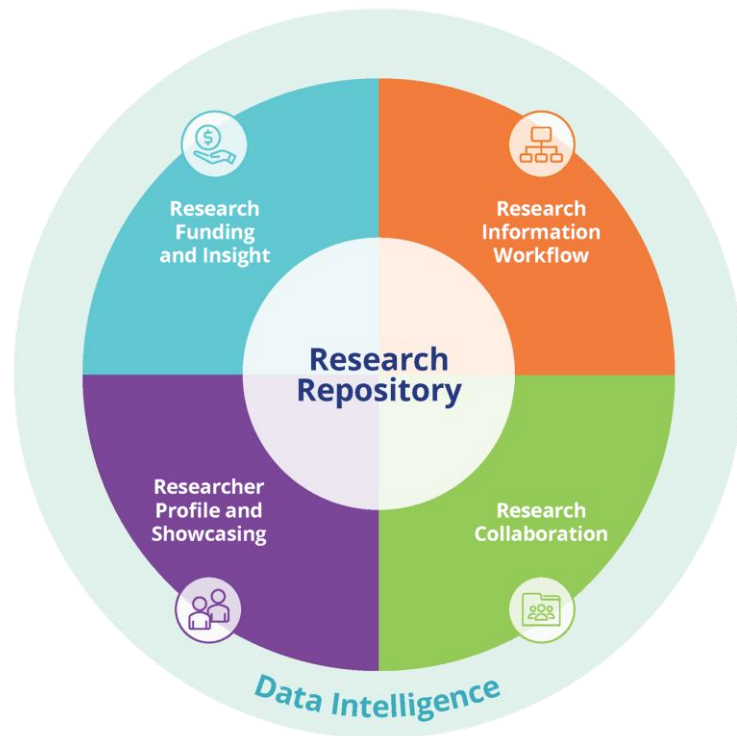 Research
Funding
and Insight
Research
Information
Workflow
Research
Repository
Researcher
Profile and
Showcasing
Research
Collaboration
Data Intelligence